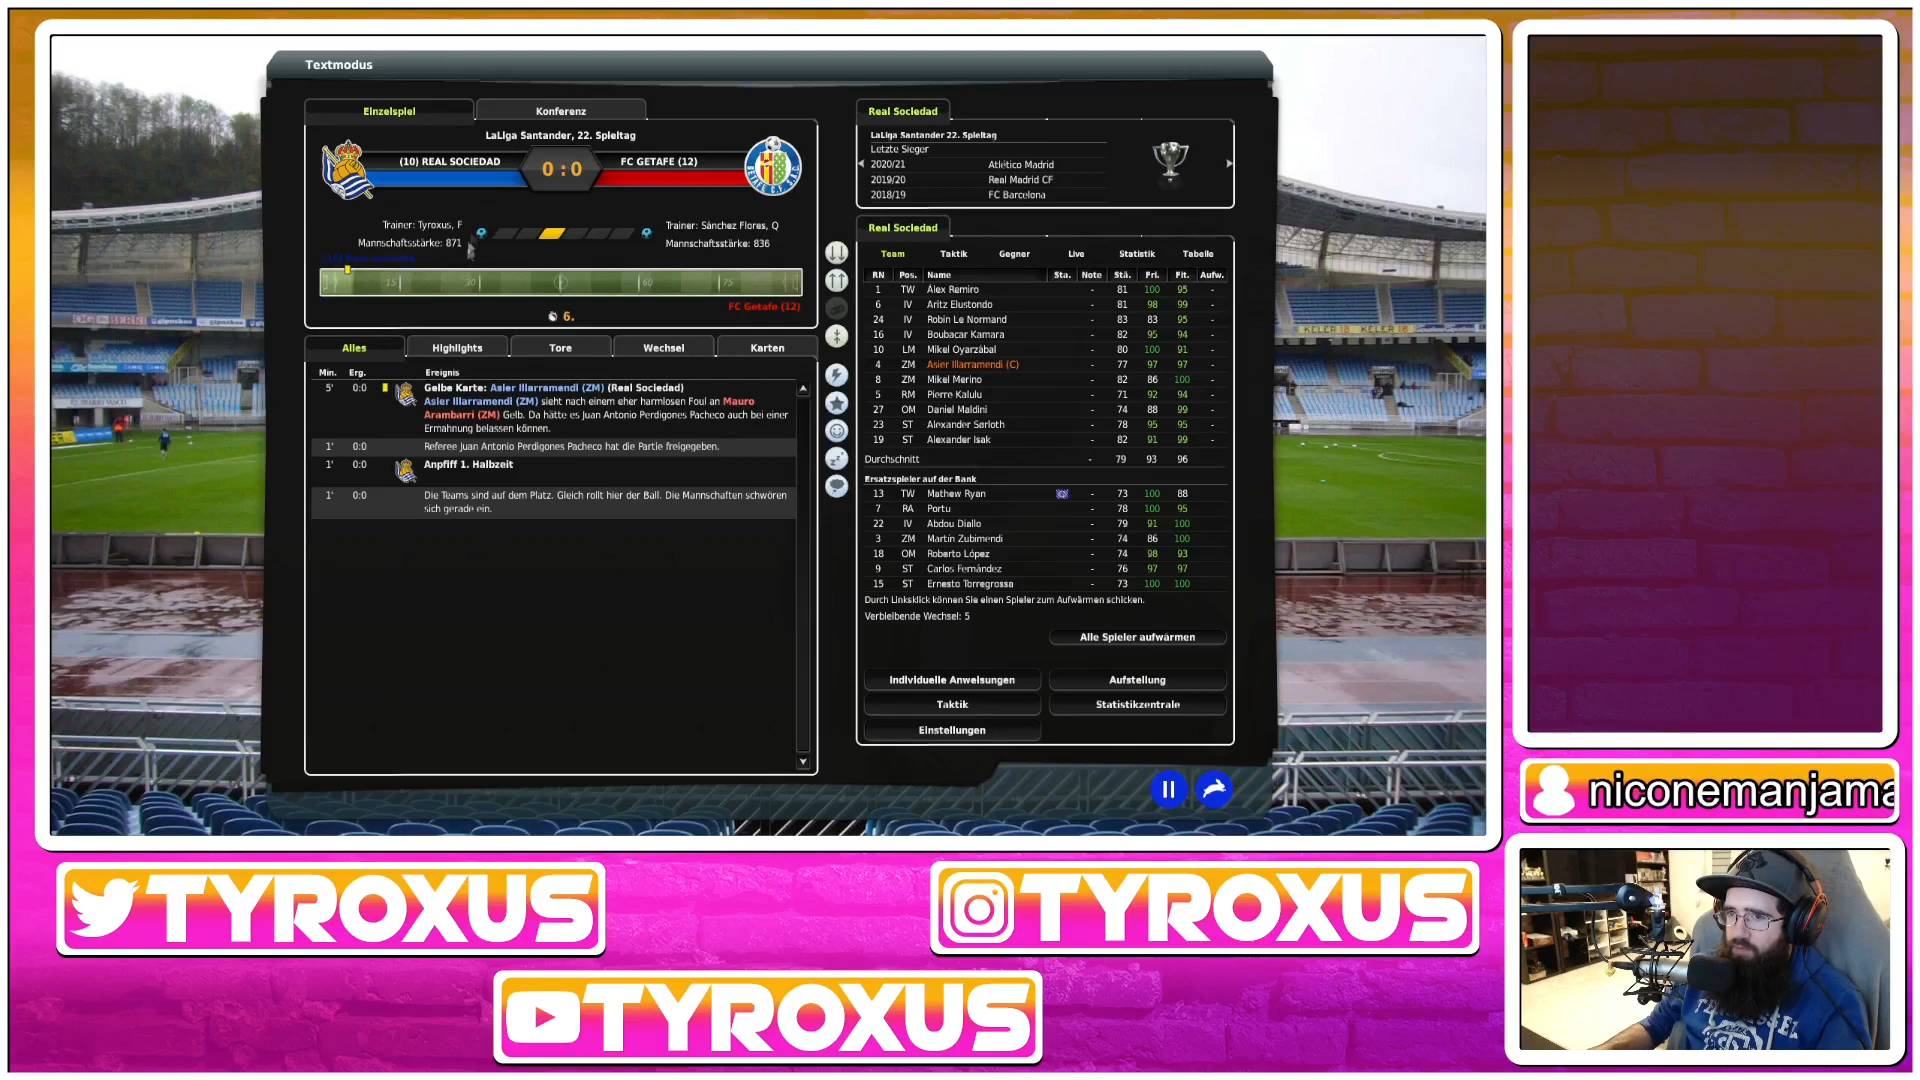 Textmodus
Einzelspiel
Konferenz
LaLiga Santander, 22. Spieltag
(10) REAL SOCIEDAD
0 : 0
FC GETAFE (12)
Trainer: Tyroxus, F
Trainer: Sánchez Flores, Q
Mannschaftsstärke: 871
Mannschaftsstärke: 836
15
30
60
75
FC Getafe (12)
6.
Alles
Highlights
Tore
Wechsel
Karten
Min. Erg. Ereignis
5' 0:0 Gelbe Karte: Asier Illarramendi (ZM) (Real Sociedad)
Asier Illarramendi (ZM) sieht nach einem eher harmlosen Foul an Mauro
Arambarri (ZM) Gelb. Da hätte es Juan Antonio Perdigones Pacheco auch bei einer
Ermahnung belassen können.
1' 0:0 Referee Juan Antonio Perdigones Pacheco hat die Partie freigegeben.
1' 0:0 Anpfiff 1. Halbzeit
1' 0:0 Die Teams sind auf dem Platz. Gleich rollt hier der Ball. Die Mannschaften schwören
sich gerade ein.
Real Sociedad
LaLiga Santander 22. Spieltag
Letzte Sieger
2020/21 Atlético Madrid
2019/20 Real Madrid CF
2018/19 FC Barcelona
Real Sociedad
Team Taktik Gegner Live Statistik Tabelle
RN Pos. Name Sta. Note Stä. Fri. Fit. Aufw.
1 TW Álex Remiro - 81 100 95 -
6 IV Aritz Elustondo - 81 98 99 -
24 IV Robin Le Normand - 83 83 95 -
16 IV Boubacar Kamara - 82 95 94 -
10 LM Mikel Oyarzabal - 80 100 91 -
4 ZM Asier Illarramendi (C) - 77 97 97 -
8 ZM Mikel Merino - 82 86 100 -
5 RM Pierre Kalulu - 71 92 94 -
27 OM Daniel Maldini - 74 88 99 -
23 ST Alexander Sørloth - 78 95 95 -
19 ST Alexander Isak - 82 91 99 -
Durchschnitt - 79 93 96
Ersatzspieler auf der Bank
13 TW Mathew Ryan - 73 100 88
7 RA Portu - 78 100 95
22 IV Abdou Diallo - 79 91 100
3 ZM Martín Zubimendi - 74 86 100
18 OM Roberto López - 74 98 93
9 ST Carlos Fernández - 76 97 97
15 ST Ernesto Torregrossa - 73 100 100
Durch Linksklick können Sie einen Spieler zum Aufwärmen schicken.
Verbleibende Wechsel: 5
Alle Spieler aufwärmen
Individuelle Anweisungen
Aufstellung
Taktik
Statistikzentrale
Einstellungen
niconemanjama
TYROXUS
TYROXUS
TYROXUS